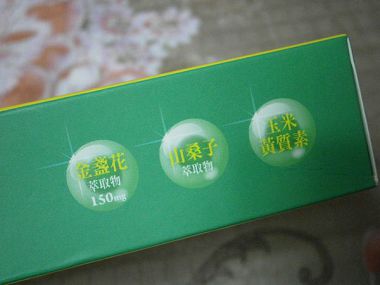 金盞花
萃取物
150mg
山桑子
萃取物
玉米
黃質素